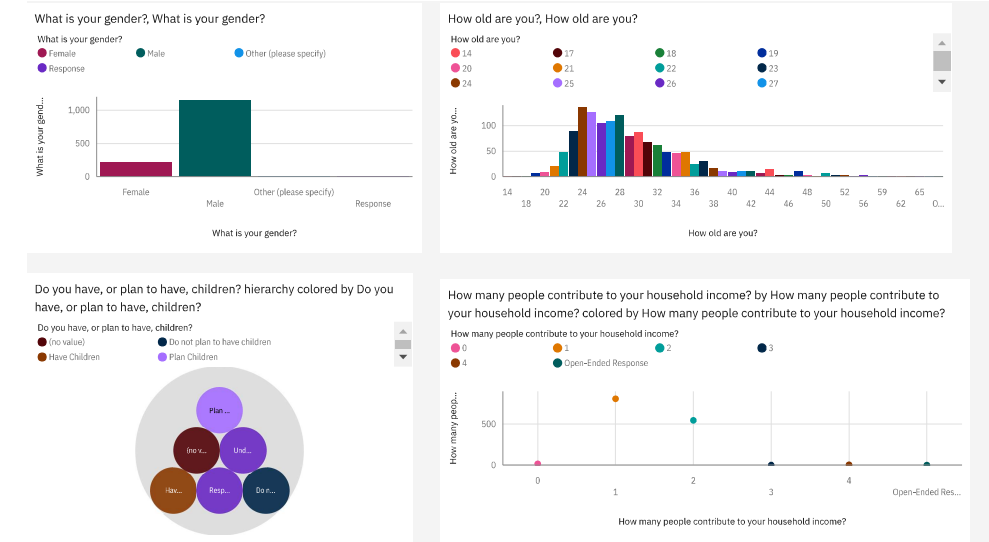 What is your gender?, What is your gender?
What is your gender?
Female
Male
Other (please specify)
Response
What is your gend...
1,000
500
0
Female
Male
Other (please specify)
Response
What is your gender?
How old are you?, How old are you?
How old are you?
14
17
18
19
20
21
22
23
24
25
26
27
How old are yo...
100
50
0
14 20 24 28 32 36 40 44 48 52 59 65
18 22 26 30 34 38 42 46 50 56 62 O...
How old are you?
Do you have, or plan to have, children? hierarchy colored by Do you
have, or plan to have, children?
Do you have, or plan to have, children?
(no value)
Do not plan to have children
Have Children
Plan Children
Plan ...
(no v...
Und...
Hav...
Resp...
Do n...
How many people contribute to your household income? by How many people contribute to
your household income? colored by How many people contribute to your household income?
How many people contribute to your household income?
0
1
2
3
4
Open-Ended Response
How many peop...
500
0
0
1
2
3
4
Open-Ended Res...
How many people contribute to your household income?